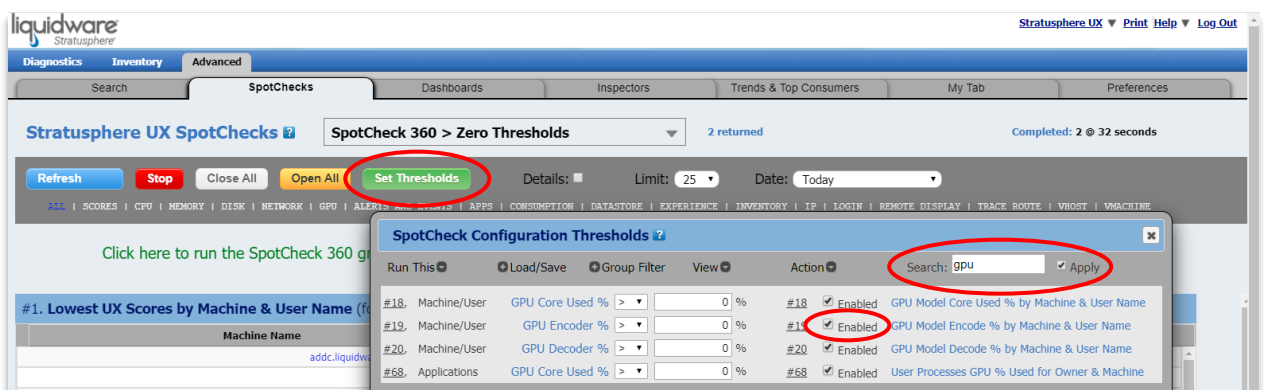 liquidware
Stratusphere
Stratusphere UX ▼ Print Help ▼ Log Out
Diagnostics Inventory Advanced
Search SpotChecks Dashboards Inspectors Trends & Top Consumers My Tab Preferences
Stratusphere UX SpotChecks ? SpotCheck 360 > Zero Thresholds 2 returned Completed: 2 @ 32 seconds
Refresh Stop Close All Open All Set Thresholds Details: Limit: 25 Date: Today
ALL | SCORES | CPU | MEMORY | DISK | NETWORK | GPU | ALERTS AND EVENTS | APPS | CONSUMPTION | DATASTORE | EXPERIENCE | INVENTORY | IP | LOGIN | REMOTE DISPLAY | TRACE ROUTE | VHOST | VMACHINE
Click here to run the SpotCheck 360 gr
SpotCheck Configuration Thresholds ?
Run This Load/Save Group Filter View Action Search: gpu Apply
#18, Machine/User GPU Core Used % > 0 % #18 Enabled GPU Model Core Used % by Machine & User Name
#19, Machine/User GPU Encoder % > 0 % #19 Enabled GPU Model Encode % by Machine & User Name
#20, Machine/User GPU Decoder % > 0 % #20 Enabled GPU Model Decode % by Machine & User Name
#68, Applications GPU Core Used % > 0 % #68 Enabled User Processes GPU % Used for Owner & Machine
#1. Lowest UX Scores by Machine & User Name (fo
Machine Name
addc.liquidwa